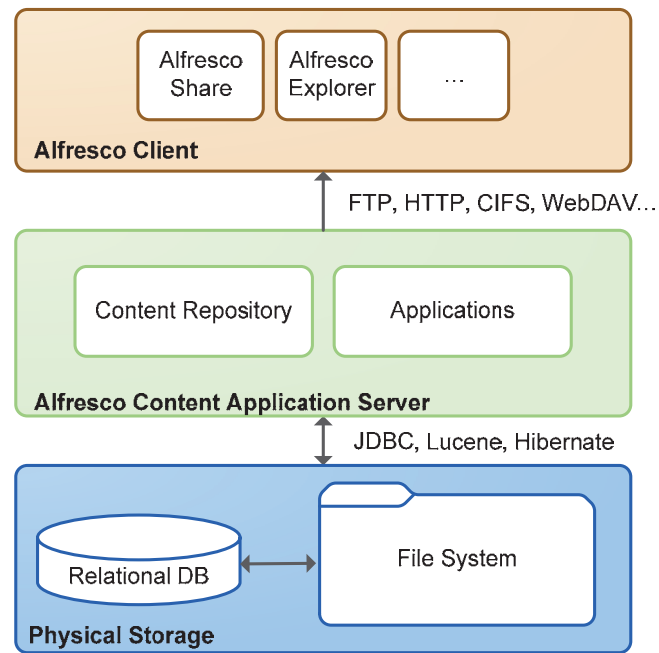 Alfresco
Share
Alfresco
Explorer
...
Alfresco Client
FTP, HTTP, CIFS, WebDAV...
Content Repository
Applications
Alfresco Content Application Server
JDBC, Lucene, Hibernate
Relational DB
File System
Physical Storage